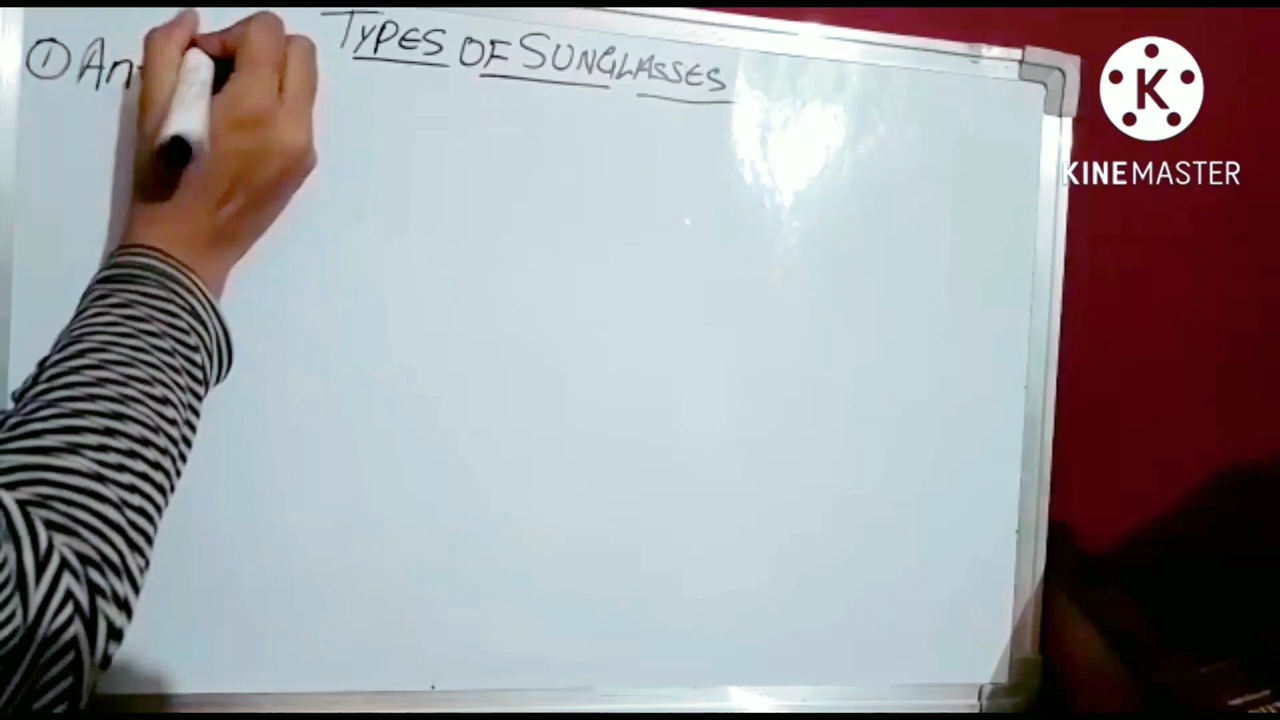 TYPES OF SUNGLASSES
① An
K
KINEMASTER